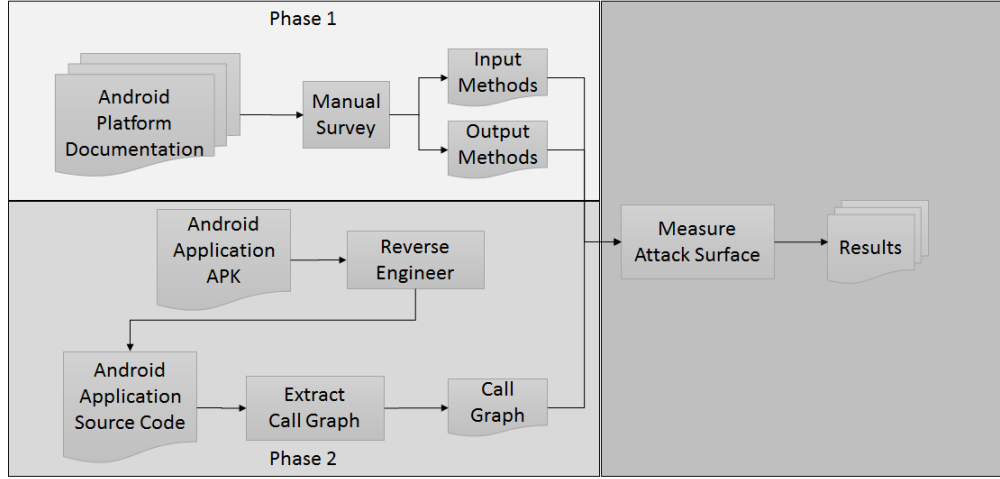 Phase 1
Android
Platform
Documentation
Manual
Survey
Input
Methods
Output
Methods
Android
Application
APK
Reverse
Engineer
Measure
Attack Surface
Results
Android
Application
Source Code
Extract
Call Graph
Call
Graph
Phase 2